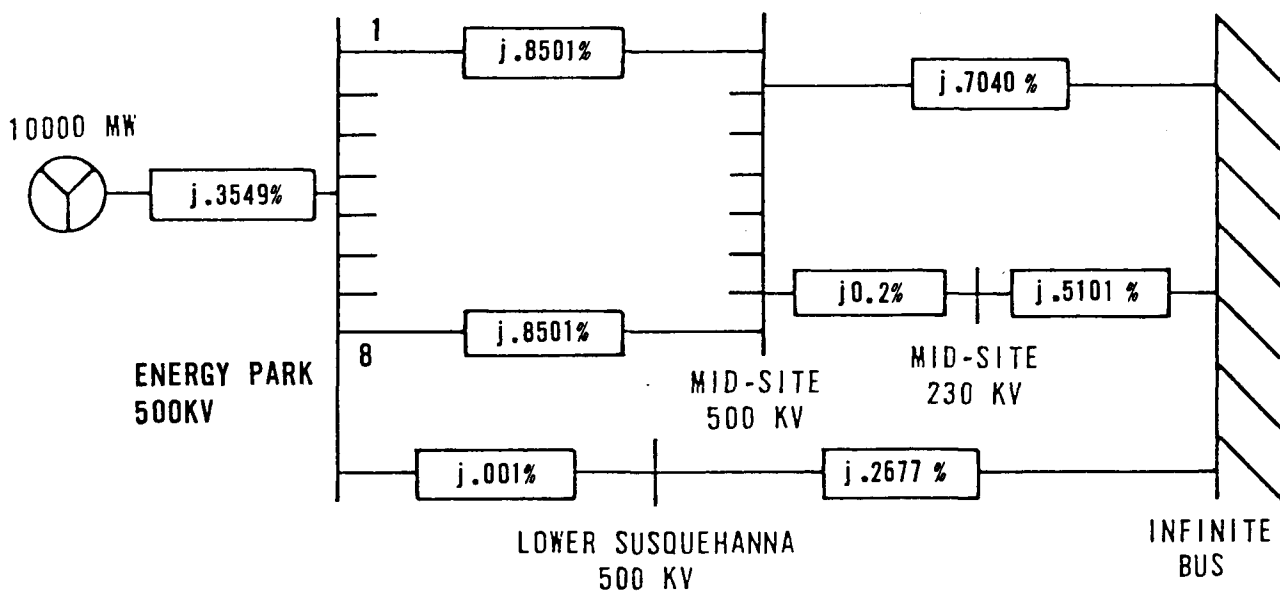 1
j.8501%
j.7040 %
10000 MW
j.3549%
j0.2%
j.5101 %
j.8501%
8
ENERGY PARK
500KV
MID-SITE
500 KV
MID-SITE
230 KV
j.001%
j.2677 %
LOWER SUSQUEHANNA
500 KV
INFINITE
BUS